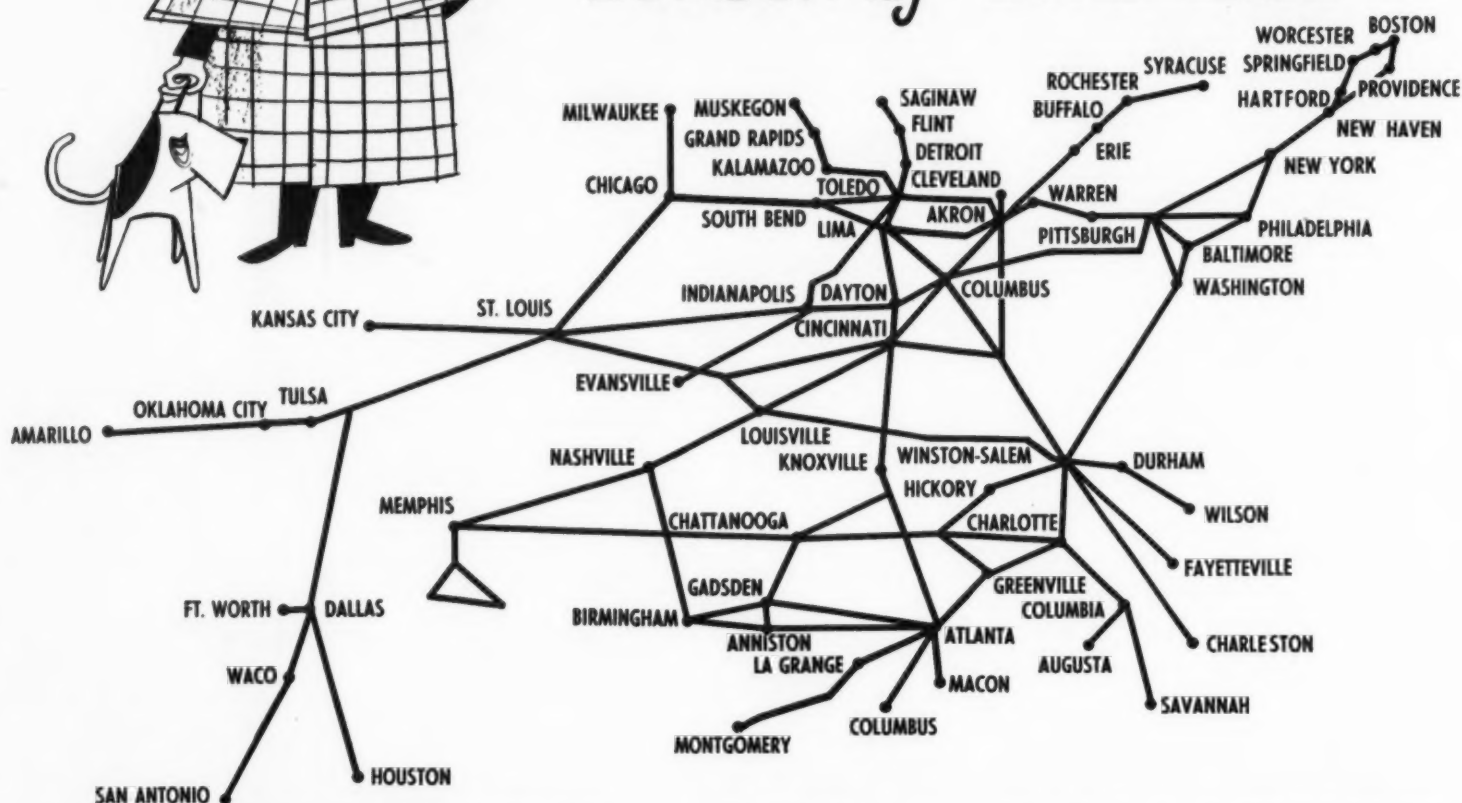 BOSTON
WORCESTER
SPRINGFIELD
SYRACUSE
ROCHESTER
PROVIDENCE
HARTFORD
BUFFALO
SAGINAW
MUSKEGON
MILWAUKEE
NEW HAVEN
FLINT
GRAND RAPIDS
ERIE
DETROIT
NEW YORK
KALAMAZOO
CLEVELAND
TOLEDO
CHICAGO
WARREN
AKRON
SOUTH BEND
LIMA
PITTSBURGH
PHILADELPHIA
BALTIMORE
WASHINGTON
COLUMBUS
DAYTON
INDIANAPOLIS
ST. LOUIS
KANSAS CITY
CINCINNATI
EVANSVILLE
TULSA
OKLAHOMA CITY
AMARILLO
LOUISVILLE
WINSTON-SALEM
NASHVILLE
KNOXVILLE
DURHAM
HICKORY
MEMPHIS
WILSON
CHATTANOOGA
CHARLOTTE
FAYETTEVILLE
GREENVILLE
GADSDEN
COLUMBIA
FT. WORTH
DALLAS
BIRMINGHAM
ANNISTON
ATLANTA
CHARLESTON
LA GRANGE
AUGUSTA
WACO
MACON
SAVANNAH
COLUMBUS
MONTGOMERY
HOUSTON
SAN ANTONIO